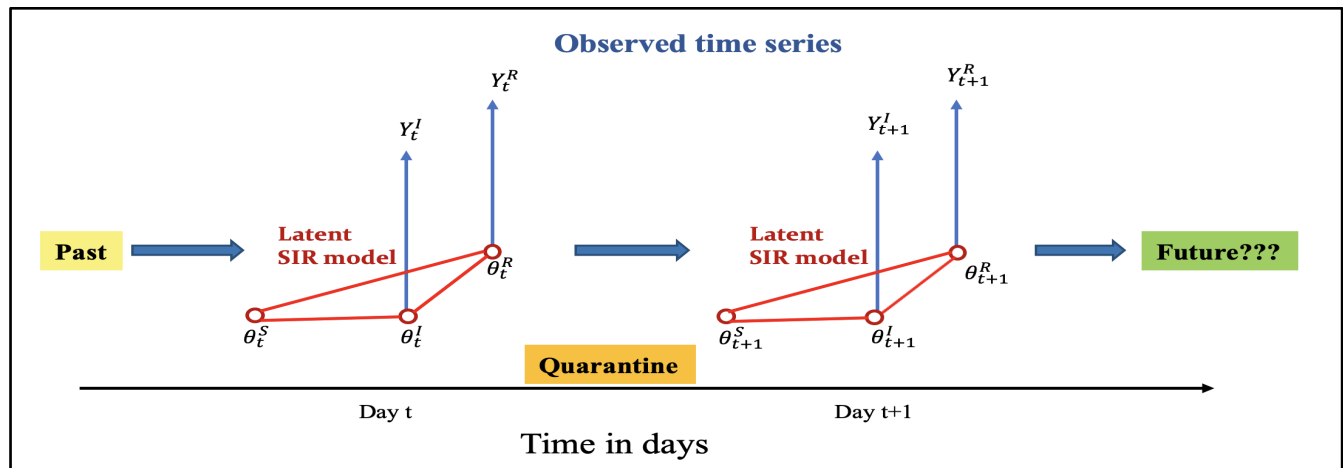 Observed time series
Y_t^R
Y_{t+1}^R
Y_t^I
Y_{t+1}^I
Past
Latent
SIR model
θ_t^R
Latent
SIR model
θ_{t+1}^R
Future???
θ_t^S
θ_t^I
θ_{t+1}^S
θ_{t+1}^I
Quarantine
Day t
Day t+1
Time in days